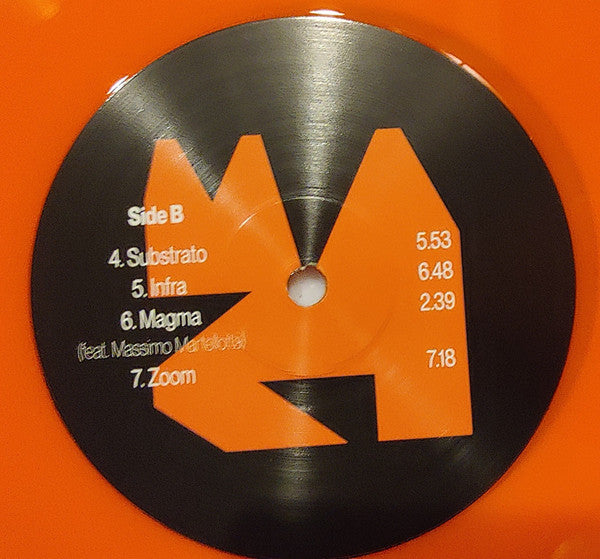 Side B
4. Substrato 5.53
5. Infra 6.48
6. Magma 2.39
(feat. Massimo Martellotta)
7. Zoom 7.18